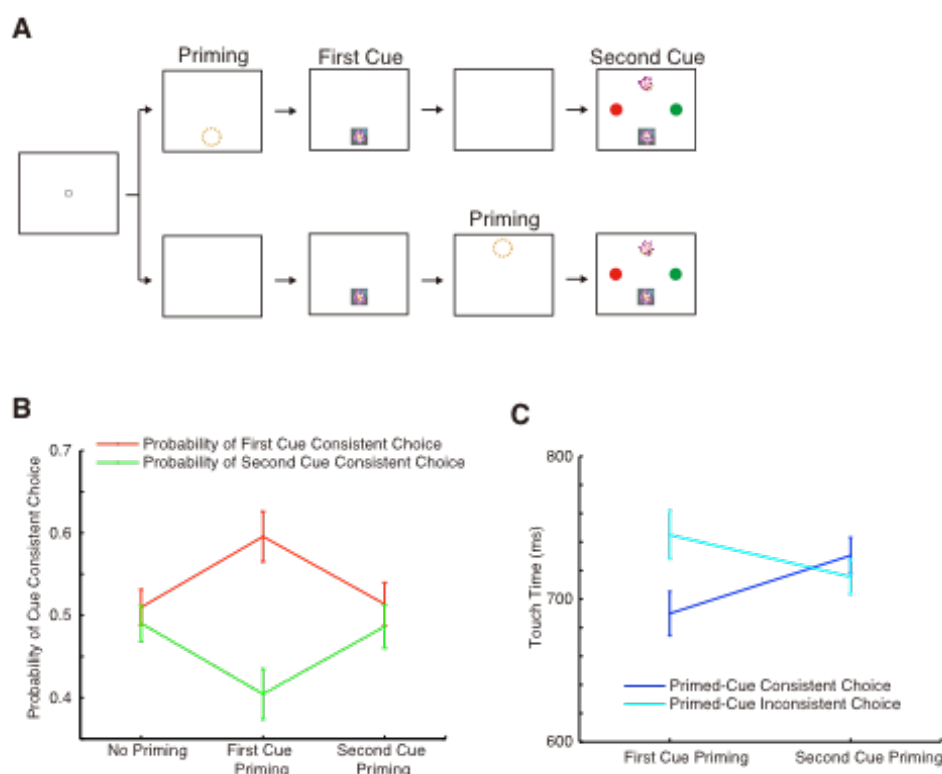 A
Priming
First Cue
Second Cue
Priming
B
Probability of First Cue Consistent Choice
Probability of Second Cue Consistent Choice
Probability of Cue Consistent Choice
0.7
0.6
0.5
0.4
No Priming
First Cue
Priming
Second Cue
Priming
C
Touch Time (ms)
800
700
600
Primed-Cue Consistent Choice
Primed-Cue Inconsistent Choice
First Cue Priming
Second Cue Priming